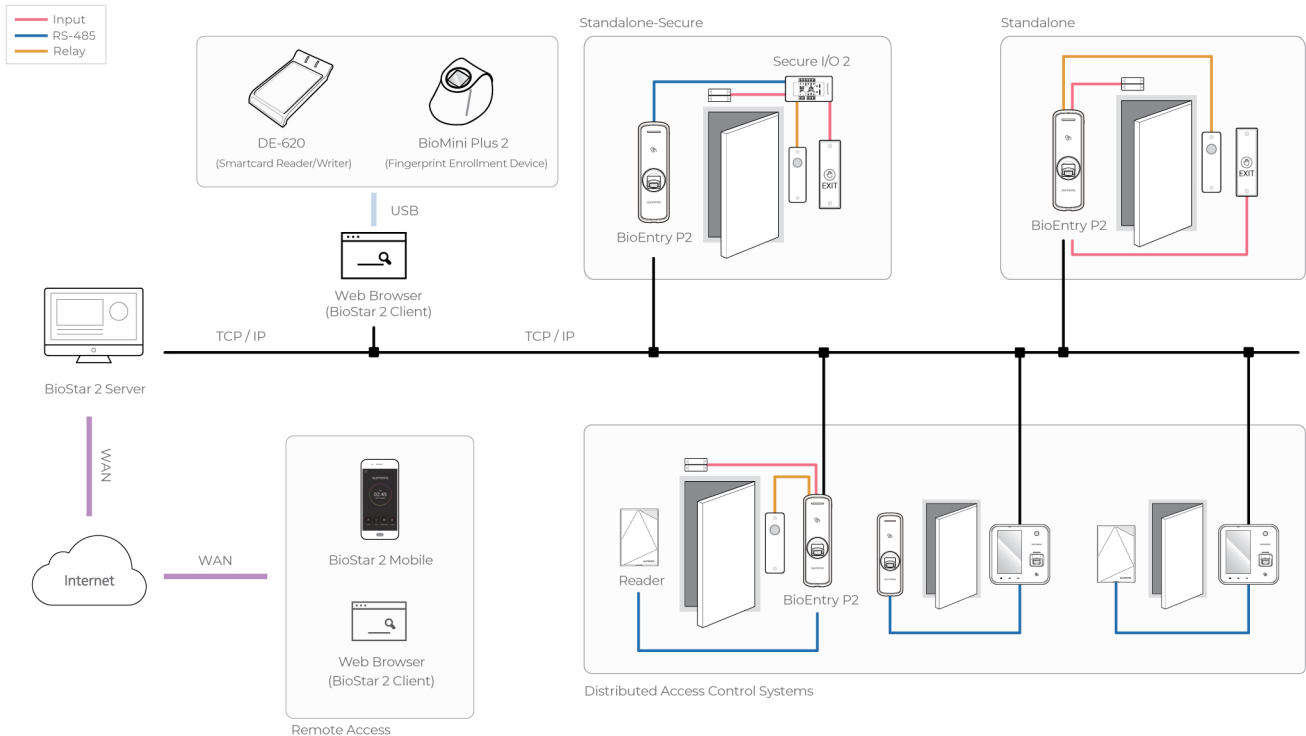 Input
RS-485
Relay
Standalone-Secure
Standalone
Secure I/O 2
DE-620
(Smartcard Reader/Writer)
BioMini Plus 2
(Fingerprint Enrollment Device)
EXIT
BioEntry P2
EXIT
BioEntry P2
USB
Web Browser
(BioStar 2 Client)
TCP / IP
TCP / IP
BioStar 2 Server
WAN
Internet
WAN
BioStar 2 Mobile
Web Browser
(BioStar 2 Client)
Remote Access
Reader
BioEntry P2
Distributed Access Control Systems